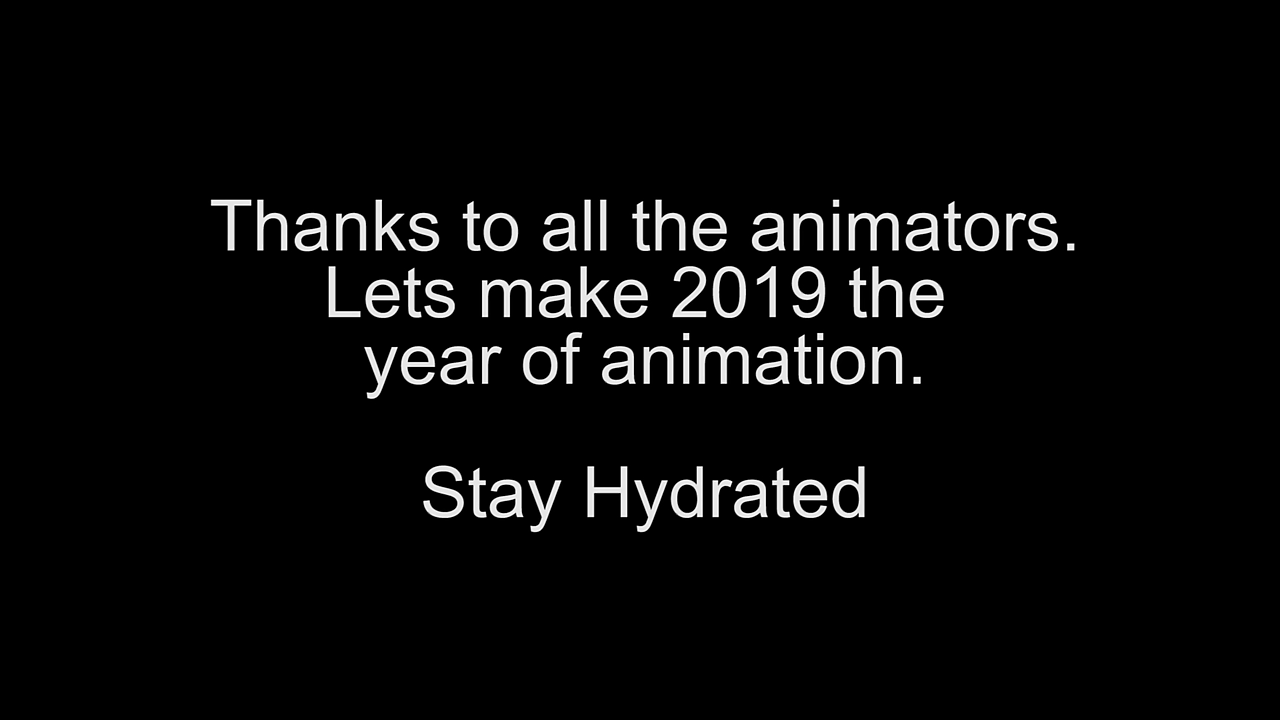 Thanks to all the animators.
Lets make 2019 the
year of animation.
Stay Hydrated